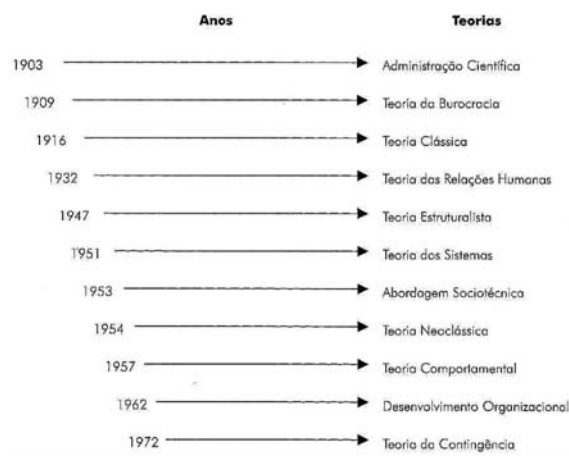 Anos Teorias
1903 Administração Científica
1909 Teoria da Burocracia
1916 Teoria Clássica
1932 Teoria das Relações Humanas
1947 Teoria Estruturalista
1951 Teoria dos Sistemas
1953 Abordagem Sociotécnica
1954 Teoria Neoclássica
1957 Teoria Comportamental
1962 Desenvolvimento Organizacional
1972 Teoria da Contingência